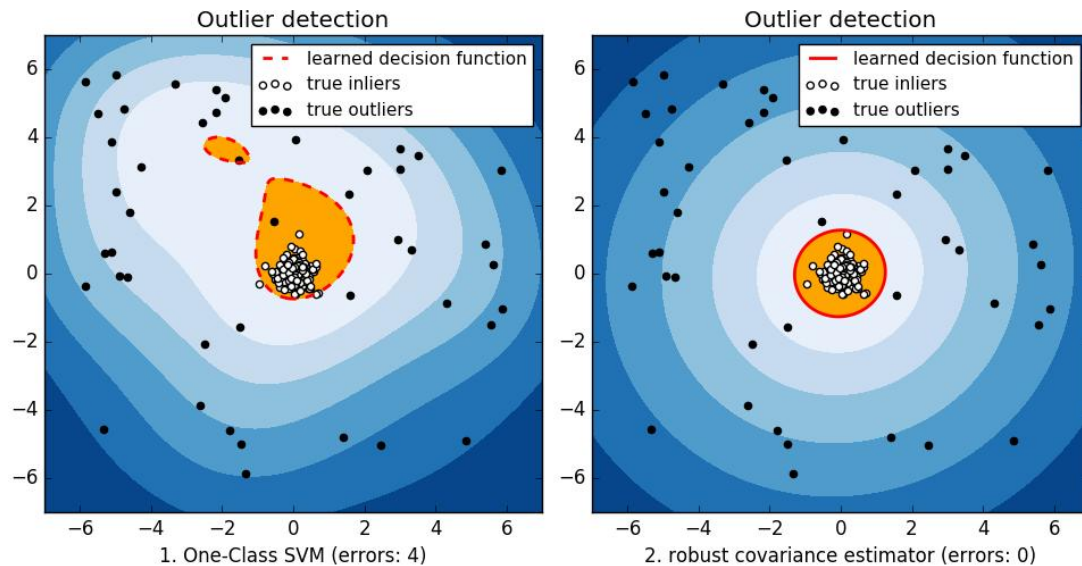 Outlier detection
learned decision function
true inliers
true outliers
6
4
2
0
−2
−4
−6
−6 −4 −2 0 2 4 6
1. One-Class SVM (errors: 4)
Outlier detection
learned decision function
true inliers
true outliers
6
4
2
0
−2
−4
−6
−6 −4 −2 0 2 4 6
2. robust covariance estimator (errors: 0)